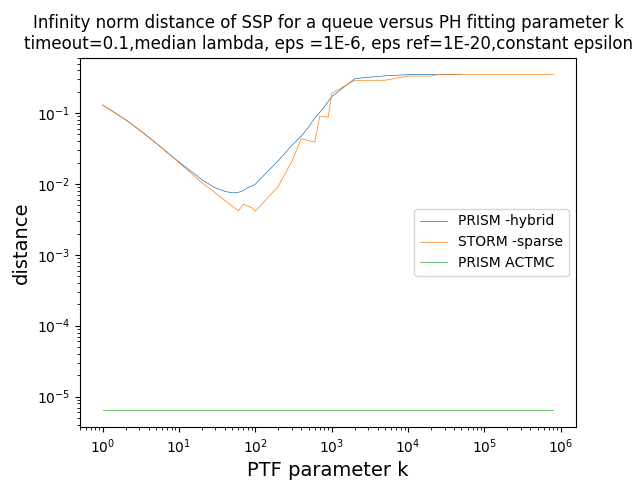 Infinity norm distance of SSP for a queue versus PH fitting parameter k
timeout=0.1,median lambda, eps =1E-6, eps ref=1E-20,constant epsilon
distance
10⁻¹
10⁻²
10⁻³
10⁻⁴
10⁻⁵
PRISM -hybrid
STORM -sparse
PRISM ACTMC
10⁰ 10¹ 10² 10³ 10⁴ 10⁵ 10⁶
PTF parameter k